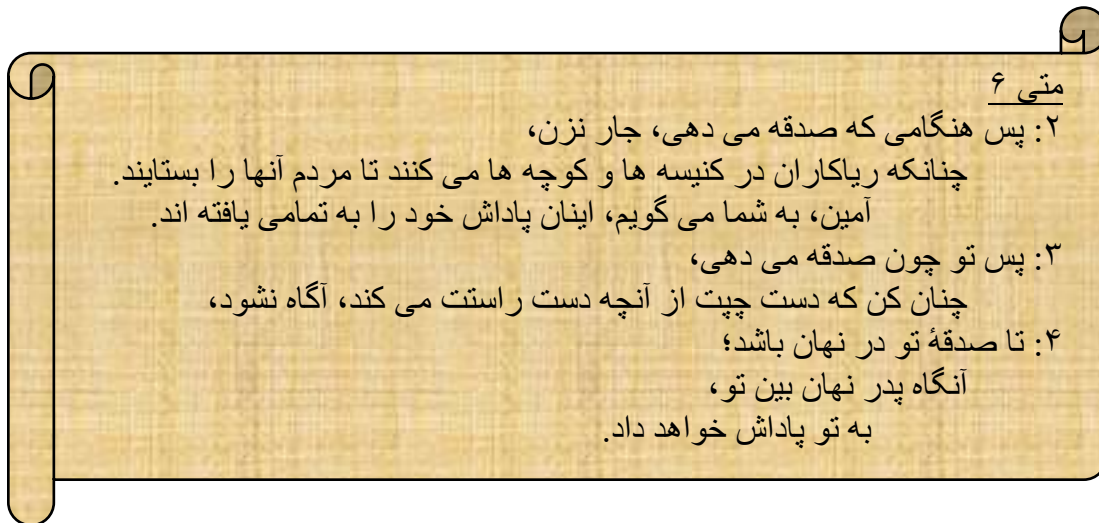 متی ۶
۲: پس هنگامی که صدقه می دهی، جار نزن،
چنانکه ریاکاران در کنیسه ها و کوچه ها می کنند تا مردم آنها را بستایند.
آمین، به شما می گویم، اینان پاداش خود را به تمامی یافته اند.
۳: پس تو چون صدقه می دهی،
چنان کن که دست چپت از آنچه دست راستت می کند، آگاه نشود،
۴: تا صدقهٔ تو در نهان باشد؛
آنگاه پدر نهان بین تو،
به تو پاداش خواهد داد.